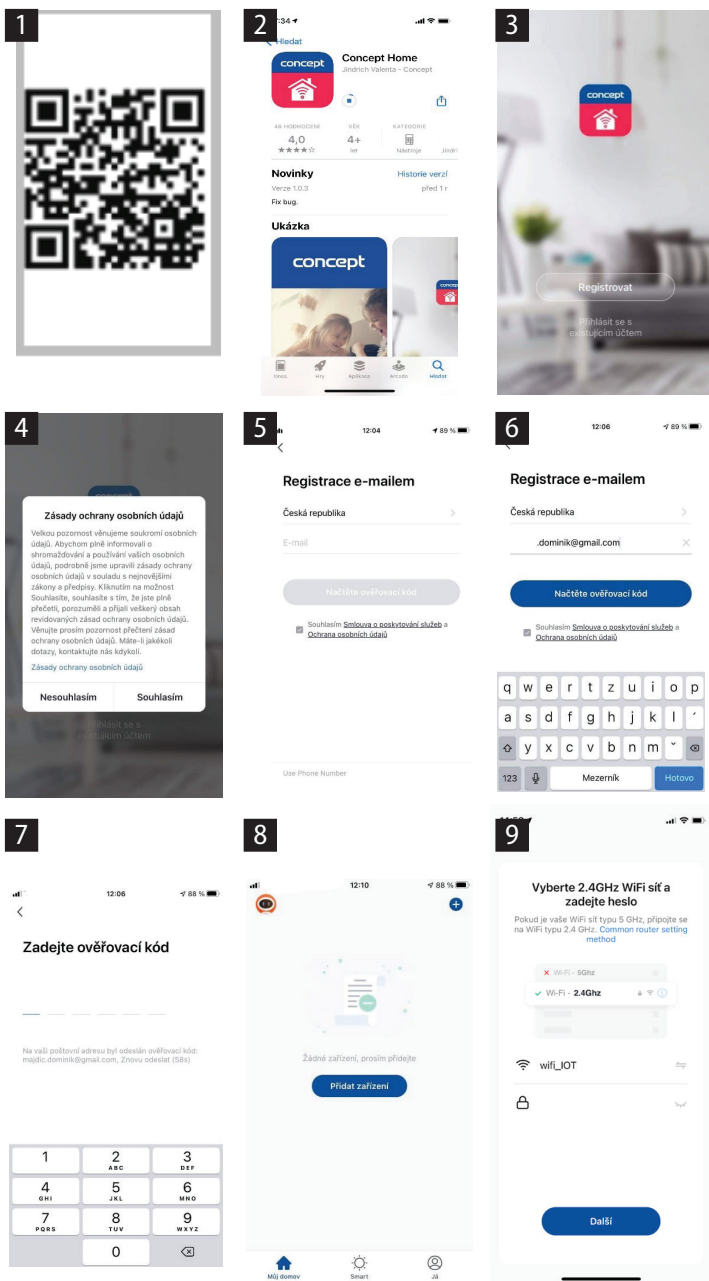 1
2
:34
Hledat
concept
Concept Home
Jindrich Valenta - Concept
46 HODNOCENÍ
VĚK
KATEGORIE
4,0
4+
★★★★☆
let
Nástroje
Jindri
Novinky
Historie verzí
Verze 1.0.3
před 1 r
Fix bug.
Ukázka
concept
concept
Dnes
Hry
Aplikace
Arcade
Hledat
3
concept
Registrovat
Přihlásit se s
existujícím účtem
4
concept
Zásady ochrany osobních údajů
Velkou pozornost věnujeme soukromí osobních
údajů. Abychom plně informovali o
shromažďování a používání vašich osobních
údajů, podrobně jsme upravili zásady ochrany
osobních údajů v souladu s nejnovějšími
zákony a předpisy. Kliknutím na možnost
Souhlasíte, souhlasíte s tím, že jste plně
přečetli, porozuměli a přijali veškerý obsah
revidovaných zásad ochrany osobních údajů.
Věnujte prosím pozornost přečtení zásad
ochrany osobních údajů. Máte-li jakékoli
dotazy, kontaktujte nás kdykoli.
Zásady ochrany osobních údajů
Nesouhlasím
Souhlasím
Přihlásit se s
existujícím účtem
5
12:04
89 %
Registrace e-mailem
Česká republika
E-mail
Načtěte ověřovací kód
Souhlasím Smlouva o poskytování služeb a
Ochrana osobních údajů
Use Phone Number
6
12:06
89 %
Registrace e-mailem
Česká republika
.dominik@gmail.com
Načtěte ověřovací kód
Souhlasím Smlouva o poskytování služeb a
Ochrana osobních údajů
q w e r t z u i o p
a s d f g h j k l ´
y x c v b n m ˇ
123
Mezerník
Hotovo
7
12:06
88 %
Zadejte ověřovací kód
Na vaši poštovní adresu byl odeslán ověřovací kód:
majdic.dominik@gmail.com, Znovu
odeslat (58s)
1
2 ABC
3 DEF
4 GHI
5 JKL
6 MNO
7 PQRS
8 TUV
9 WXYZ
0
8
12:10
88 %
Žádné zařízení, prosím přidejte
Přidat zařízení
Můj domov
Smart
Já
9
Vyberte 2.4GHz WiFi síť a
zadejte heslo
Pokud je vaše WiFi síť typu 5 GHz, připojte se
na WiFi typu 2.4 GHz. Common router setting
method
Wi-Fi - 5Ghz
Wi-Fi - 2.4Ghz
wifi_IOT
Další